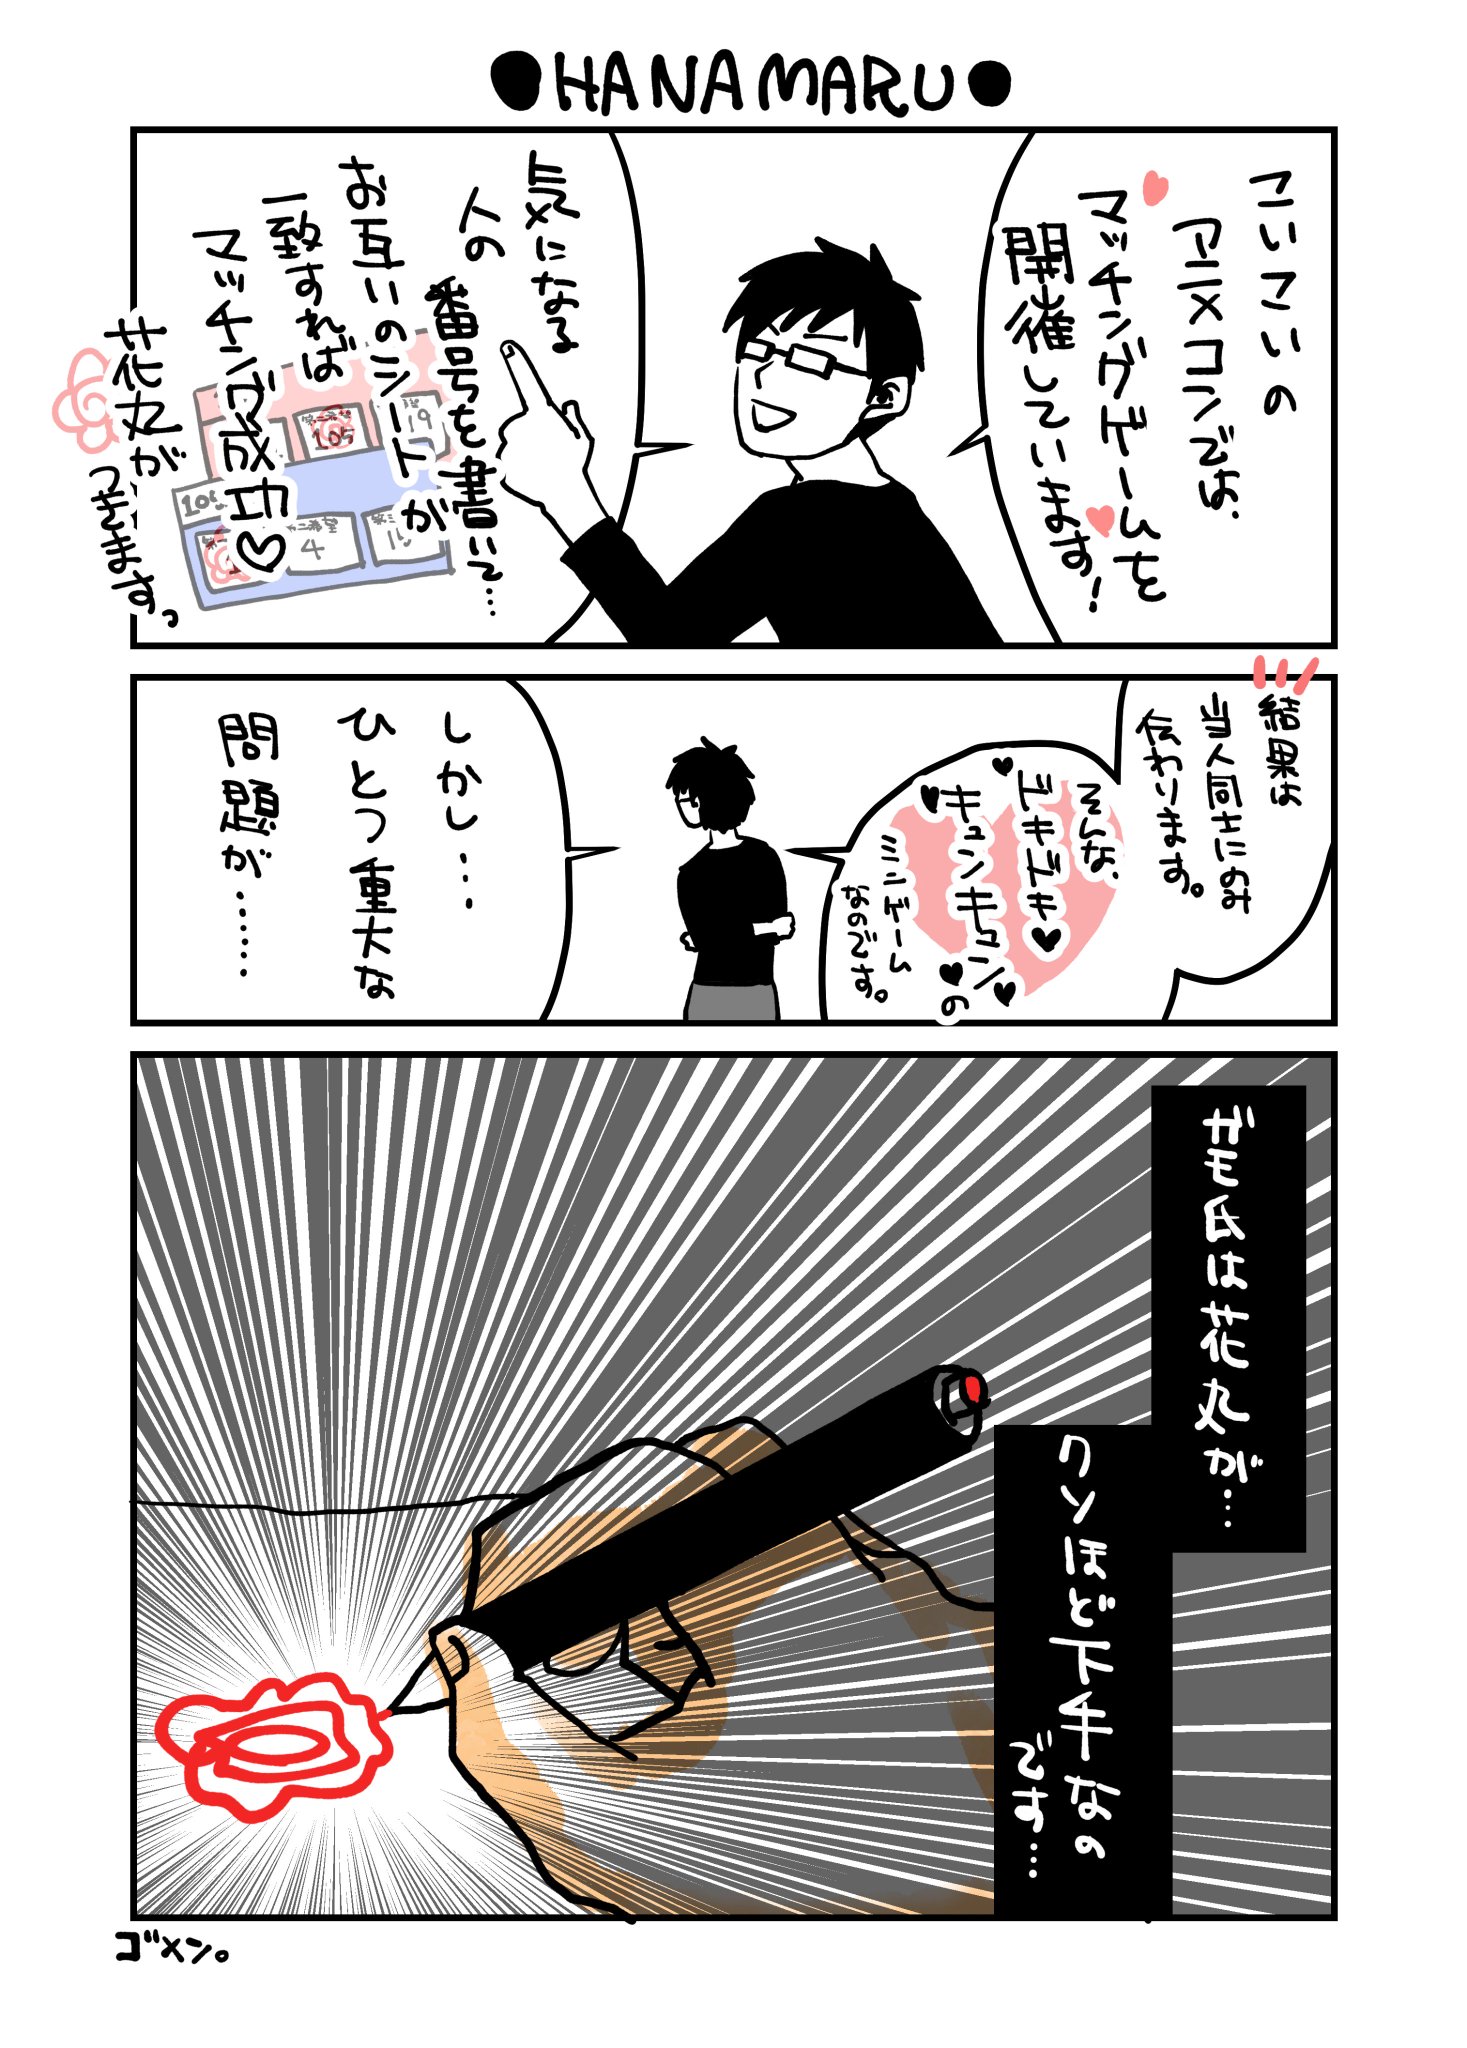 ●HANAMARU●
こいこいの
アニメコンでは、
マッチングゲームを
開催しています!
気になる
人の
番号を書いて…
お互いのシートが
一致すれば
マッチング成功♡
花丸が
つきます。
105
19
4
結果は
当人同士にのみ
伝わります。
そんな、
ドキドキ♥
キュンキュン♥の
ミニゲーム
なのです。
しかし…
ひとつ重大な
問題が……
ガモ氏は花丸が…
クソほど下手なの
です…
ゴメン。